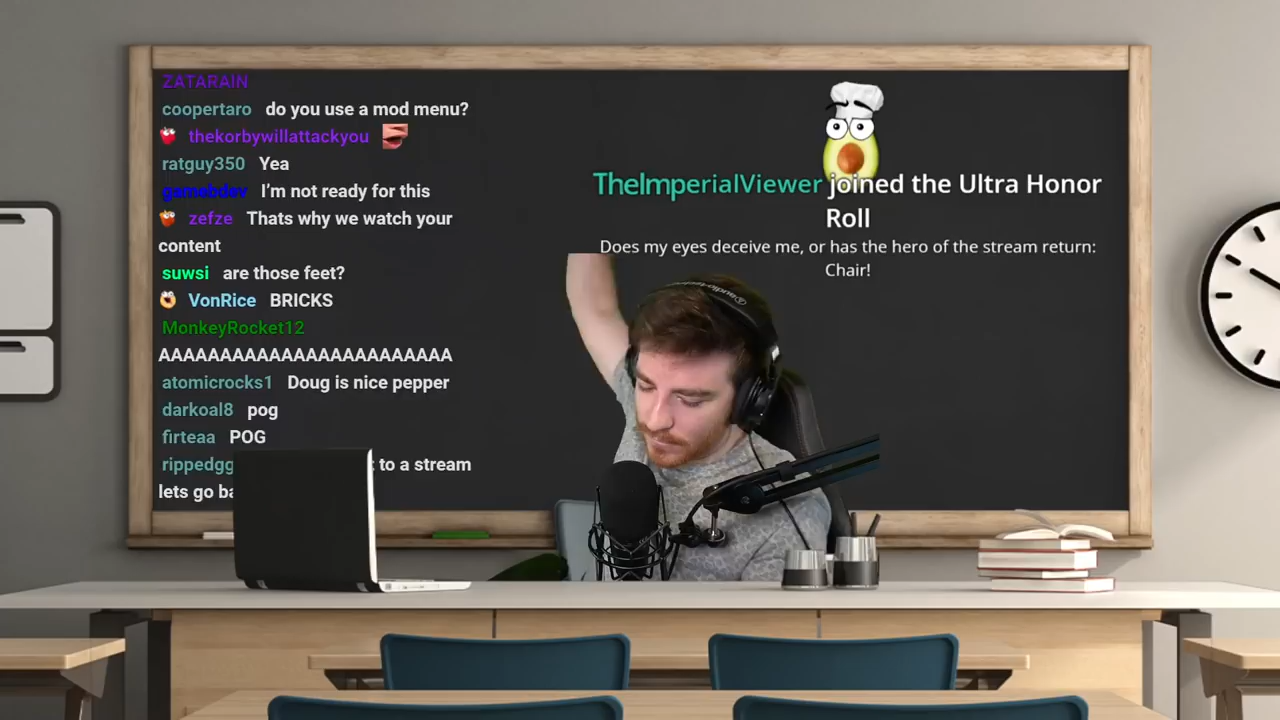 ZATARAIN
coopertaro do you use a mod menu?
thekorbywillattackyou
ratguy350 Yea
gamobdev I’m not ready for this
zefze Thats why we watch your
content
suwsi are those feet?
VonRice BRICKS
MonkeyRocket12
AAAAAAAAAAAAAAAAAAAAAAAA
atomicrocks1 Doug is nice pepper
darkoal8 pog
firteaa POG
to a stream
lets go
TheImperialViewer joined the Ultra Honor
Roll
Does my eyes deceive me, or has the hero of the stream return:
Chair!